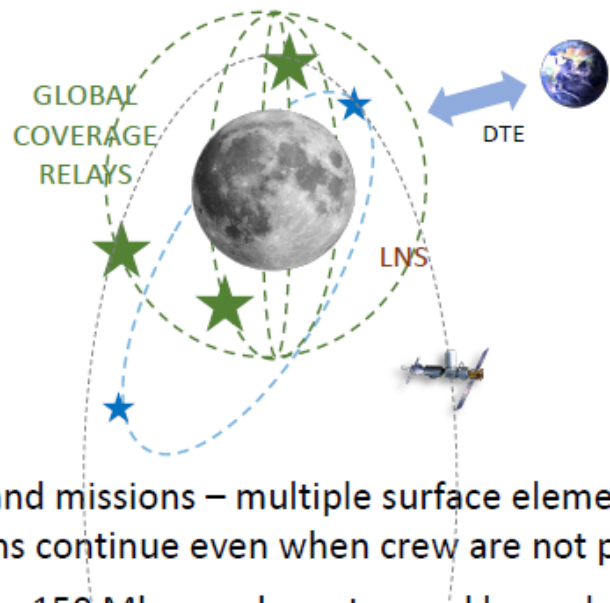 GLOBAL
COVERAGE
RELAYS
DTE
LNS
and missions – multiple surface eleme
ns continue even when crew are not p